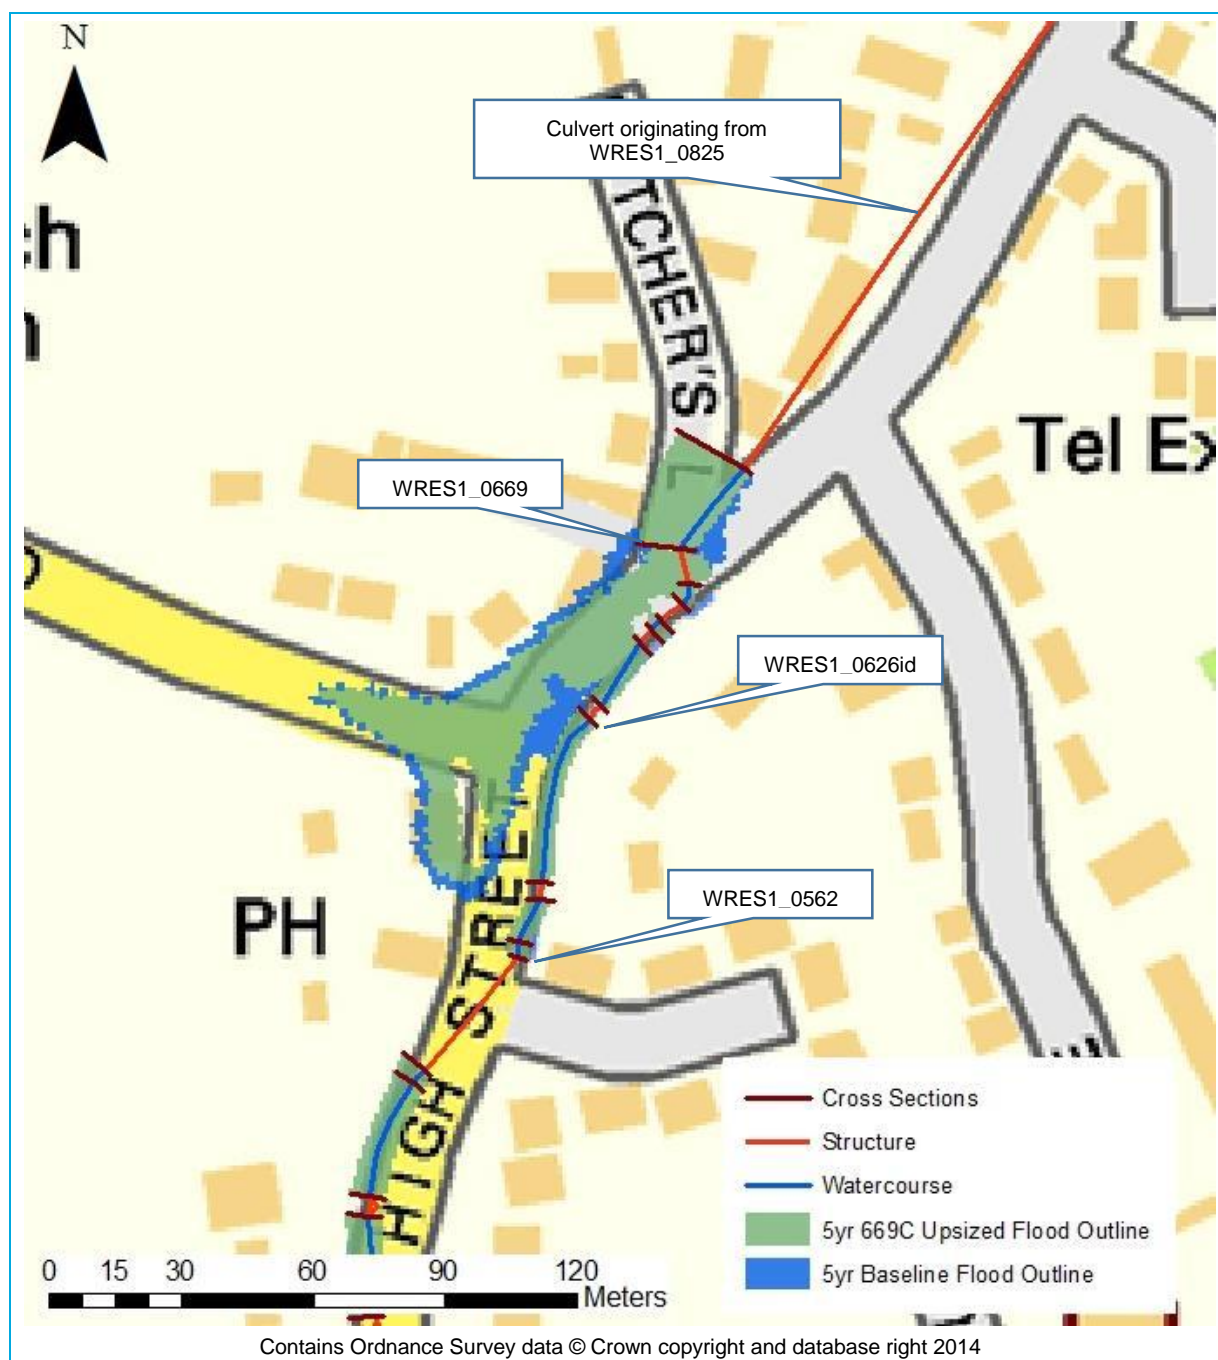 N
Culvert originating from
WRES1_0825
TCHER'S
L
Tel Ex
WRES1_0669
WRES1_0626id
WRES1_0562
PH
HIGH STREET
Cross Sections
Structure
Watercourse
5yr 669C Upsized Flood Outline
5yr Baseline Flood Outline
0 15 30 60 90 120
Meters
Contains Ordnance Survey data © Crown copyright and database right 2014